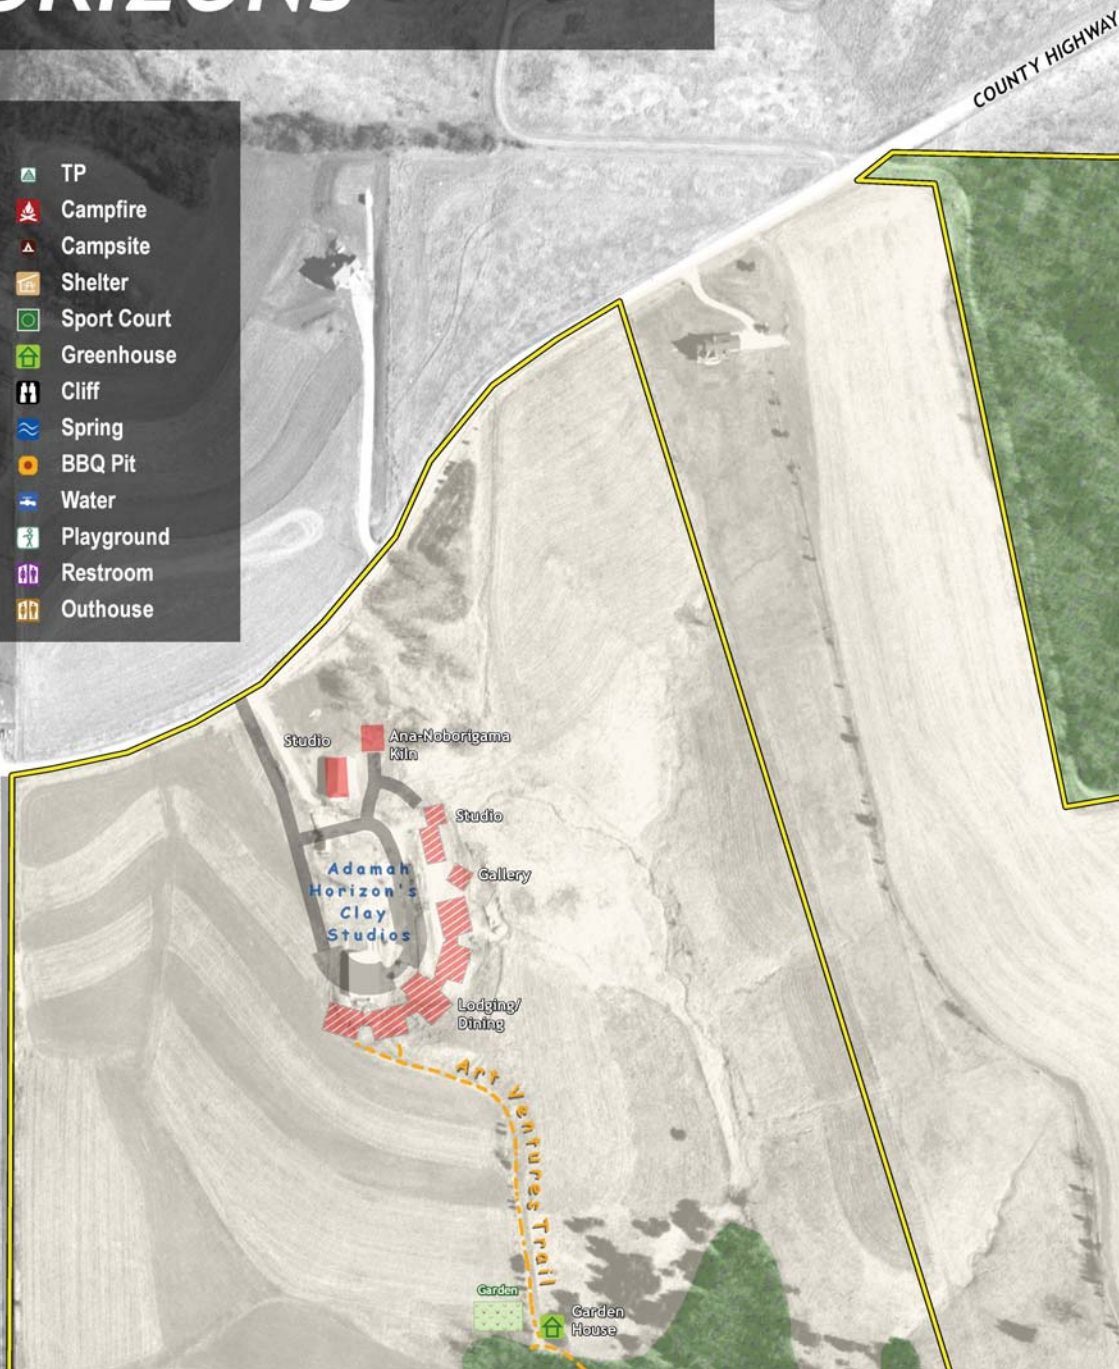 ORIZONS
COUNTY HIGHWAY
TP
Campfire
Campsite
Shelter
Sport Court
Greenhouse
Cliff
Spring
BBQ Pit
Water
Playground
Restroom
Outhouse
Studio
Ana-Noborigama
Kiln
Studio
Gallery
Adamah
Horizon's
Clay
Studios
Lodging/
Dining
Art Ventures Trail
Garden
Garden
House